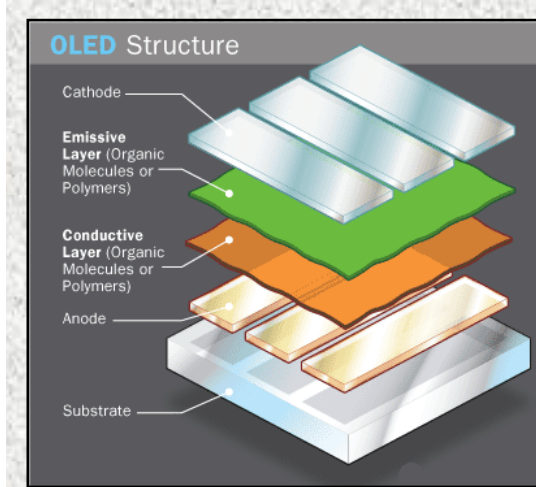 OLED Structure
Cathode
Emissive
Layer (Organic
Molecules or
Polymers)
Conductive
Layer (Organic
Molecules or
Polymers)
Anode
Substrate